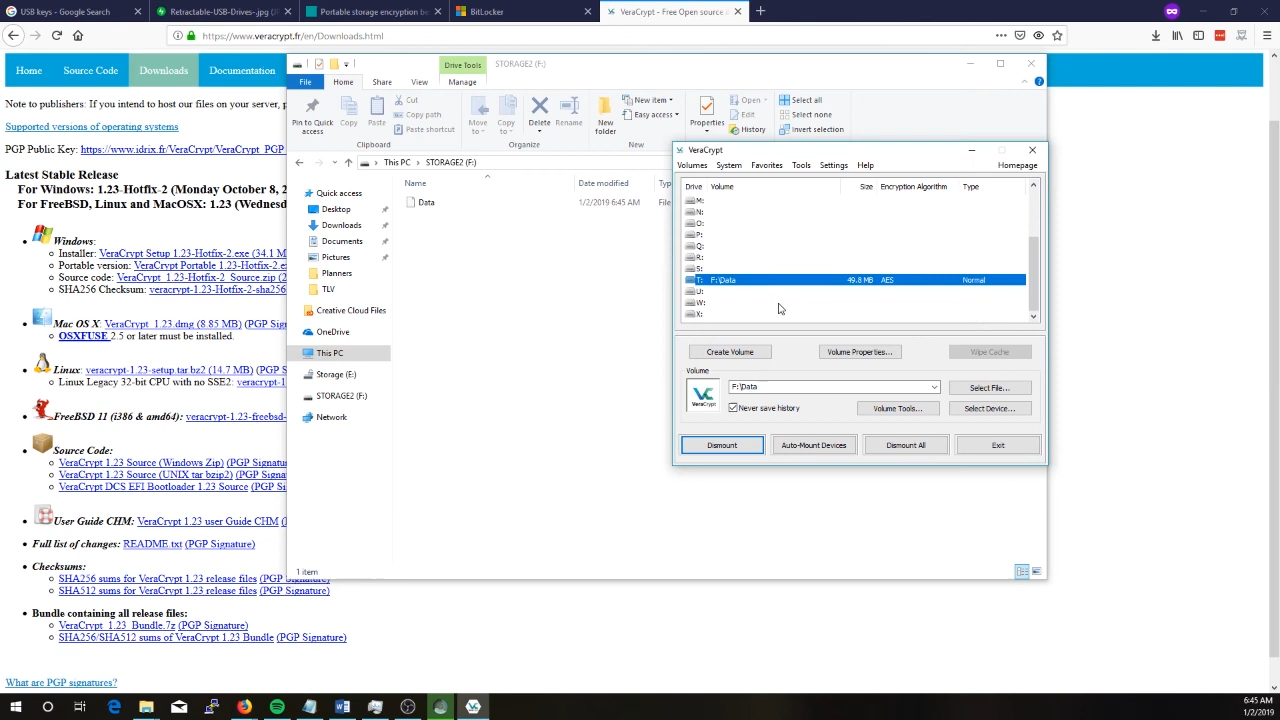 USB keys - Google Search
Retractable-USB-Drives-.jpg (JPEG
Portable storage encryption be
BitLocker
VeraCrypt - Free Open source
https://www.veracrypt.fr/en/Downloads.html
Home
Source Code
Downloads
Documentation
Note to publishers: If you intend to host our files on your server, p
Supported versions of operating systems
PGP Public Key: https://www.idrix.fr/VeraCrypt/VeraCrypt_PGP
Latest Stable Release
For Windows: 1.23-Hotfix-2 (Monday October 8, 2
For FreeBSD, Linux and MacOSX: 1.23 (Wednesd
Windows:
Installer: VeraCrypt Setup 1.23-Hotfix-2.exe (34.1 M
Portable version: VeraCrypt Portable 1.23-Hotfix-2.e
Source code: VeraCrypt_1.23-Hotfix-2_Source.zip (2
SHA256 Checksum: veracrypt-1.23-Hotfix-2-sha256
Mac OS X: VeraCrypt_1.23.dmg (8.85 MB) (PGP Sign
OSXFUSE 2.5 or later must be installed.
Linux: veracrypt-1.23-setup.tar.bz2 (14.7 MB) (PGP S
Linux Legacy 32-bit CPU with no SSE2: veracrypt-1
FreeBSD 11 (i386 & amd64): veracrypt-1.23-freebsd-
Source Code:
VeraCrypt 1.23 Source (Windows Zip) (PGP Signatur
VeraCrypt 1.23 Source (UNIX tar bzip2) (PGP Signa
VeraCrypt DCS EFI Bootloader 1.23 Source (PGP Si
User Guide CHM: VeraCrypt 1.23 user Guide CHM (
Full list of changes: README.txt (PGP Signature)
Checksums:
SHA256 sums for VeraCrypt 1.23 release files (PGP Signature)
SHA512 sums for VeraCrypt 1.23 release files (PGP Signature)
Bundle containing all release files:
VeraCrypt_1.23_Bundle.7z (PGP Signature)
SHA256/SHA512 sums of VeraCrypt 1.23 Bundle (PGP Signature)
What are PGP signatures?
Drive Tools
STORAGE2 (F:)
File
Home
Share
View
Manage
Pin to Quick access
Copy
Paste
Cut
Copy path
Paste shortcut
Clipboard
Move to
Copy to
Delete
Rename
Organize
New folder
New item
Easy access
New
Properties
Open
Edit
History
Select all
Select none
Invert selection
This PC
STORAGE2 (F:)
Quick access
Desktop
Downloads
Documents
Pictures
Planners
TLV
Creative Cloud Files
OneDrive
This PC
Storage (E:)
STORAGE2 (F:)
Network
Name
Date modified
Typ
Data
1/2/2019 6:45 AM
File
1 item
VeraCrypt
Volumes
System
Favorites
Tools
Settings
Help
Homepage
Drive
Volume
Size
Encryption Algorithm
Type
M:
N:
O:
P:
Q:
R:
S:
T: F:\Data 49.8 MB AES Normal
U:
W:
X:
Create Volume
Volume Properties...
Wipe Cache
Volume
VeraCrypt
F:\Data
Select File...
Never save history
Volume Tools...
Select Device...
Dismount
Auto-Mount Devices
Dismount All
Exit
6:45 AM
1/2/2019